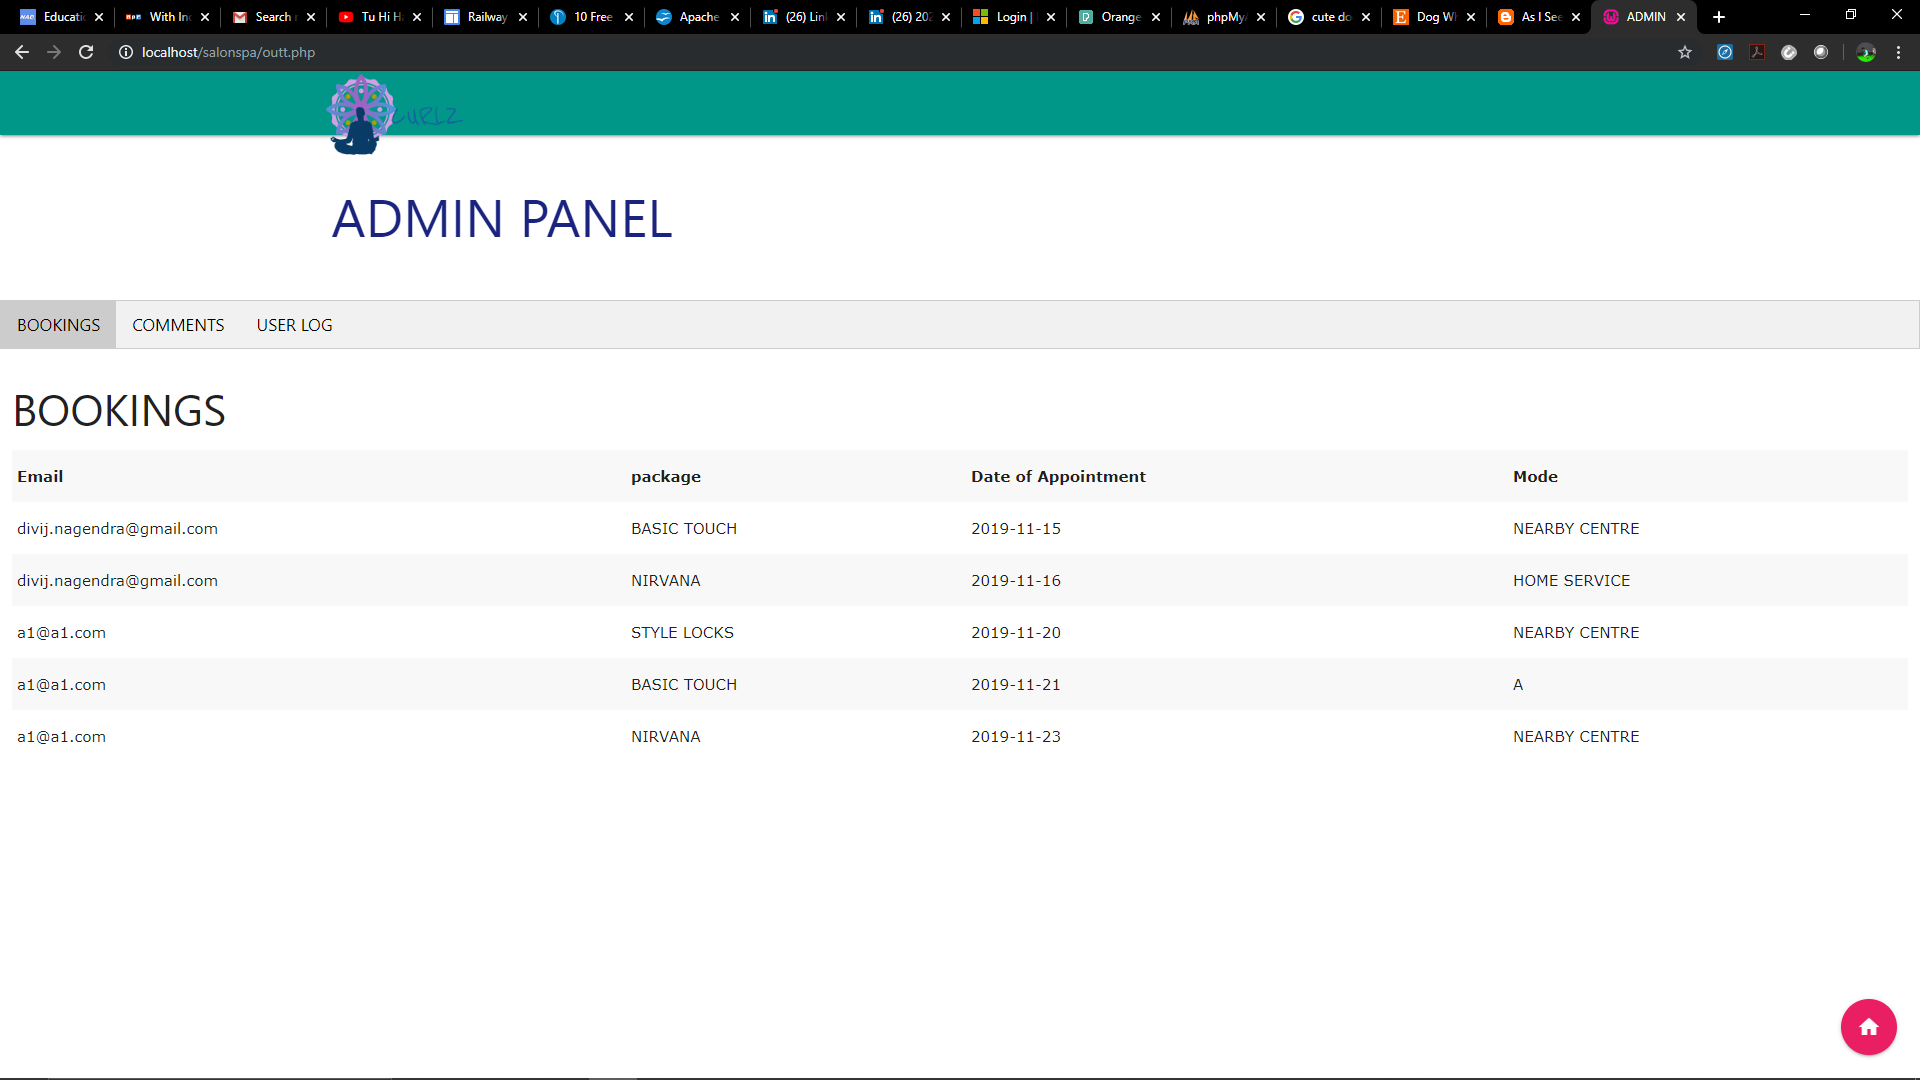 Educati With Inc Search Tu Hi H Railway 10 Free Apache (26) Lin (26) 202 Login | Orange phpMy cute do Dog W As I See ADMIN
localhost/salonspa/outt.php
CURLZ
ADMIN PANEL
BOOKINGS COMMENTS USER LOG
BOOKINGS
Email package Date of Appointment Mode
divij.nagendra@gmail.com BASIC TOUCH 2019-11-15 NEARBY CENTRE
divij.nagendra@gmail.com NIRVANA 2019-11-16 HOME SERVICE
a1@a1.com STYLE LOCKS 2019-11-20 NEARBY CENTRE
a1@a1.com BASIC TOUCH 2019-11-21 A
a1@a1.com NIRVANA 2019-11-23 NEARBY CENTRE